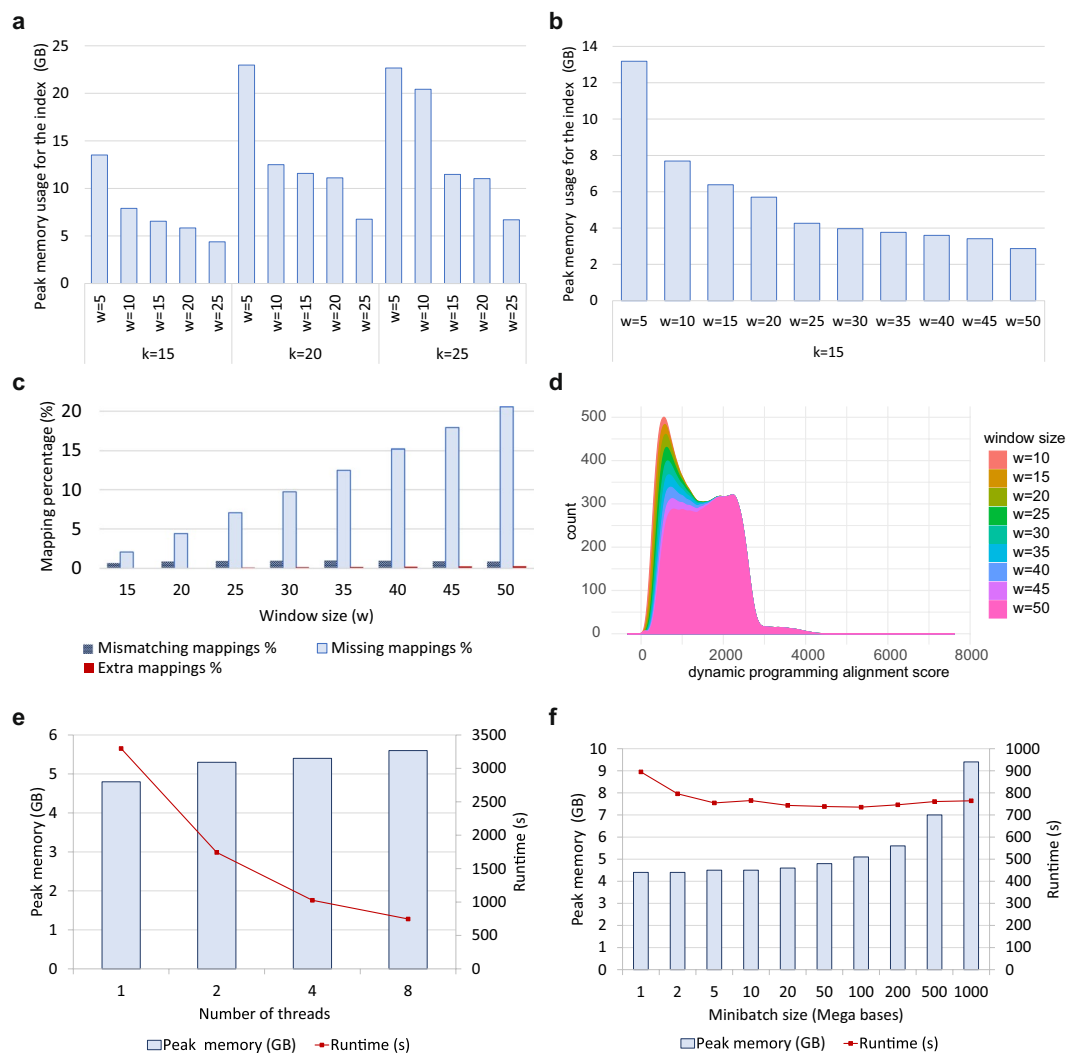 a
Peak memory usage for the index (GB)
25
20
15
10
5
0
w=5 w=10 w=15 w=20 w=25 w=5 w=10 w=15 w=20 w=25 w=5 w=10 w=15 w=20 w=25
k=15 k=20 k=25
b
Peak memory usage for the index (GB)
14
12
10
8
6
4
2
0
w=5 w=10 w=15 w=20 w=25 w=30 w=35 w=40 w=45 w=50
k=15
c
Mapping percentage (%)
20
15
10
5
0
15 20 25 30 35 40 45 50
Window size (w)
Mismatching mappings % Missing mappings %
Extra mappings %
d
count
500
400
300
200
100
0
0 2000 4000 6000 8000
dynamic programming alignment score
window size
w=10
w=15
w=20
w=25
w=30
w=35
w=40
w=45
w=50
e
Peak memory (GB)
6
5
4
3
2
1
0
3500
3000
2500
2000
1500
1000
500
0
Runtime (s)
1 2 4 8
Number of threads
Peak memory (GB) Runtime (s)
f
Peak memory (GB)
10
9
8
7
6
5
4
3
2
1
0
1000
900
800
700
600
500
400
300
200
100
0
Runtime (s)
1 2 5 10 20 50 100 200 500 1000
Minibatch size (Mega bases)
Peak memory (GB) Runtime (s)